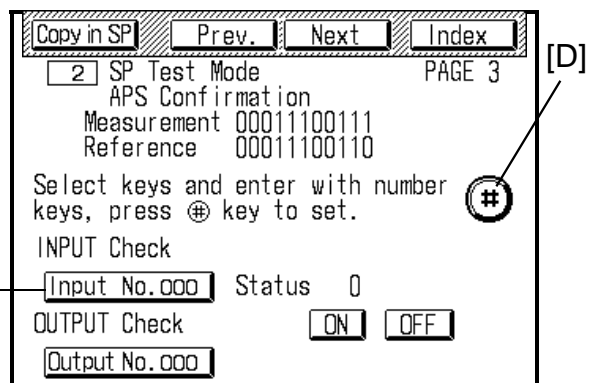 Copy in SP Prev. Next Index
2 SP Test Mode PAGE 3
[D]
APS Confirmation
Measurement 00011100111
Reference 00011100110
Select keys and enter with number
keys, press # key to set.
#
INPUT Check
Input No.000 Status 0
OUTPUT Check ON OFF
Output No.000